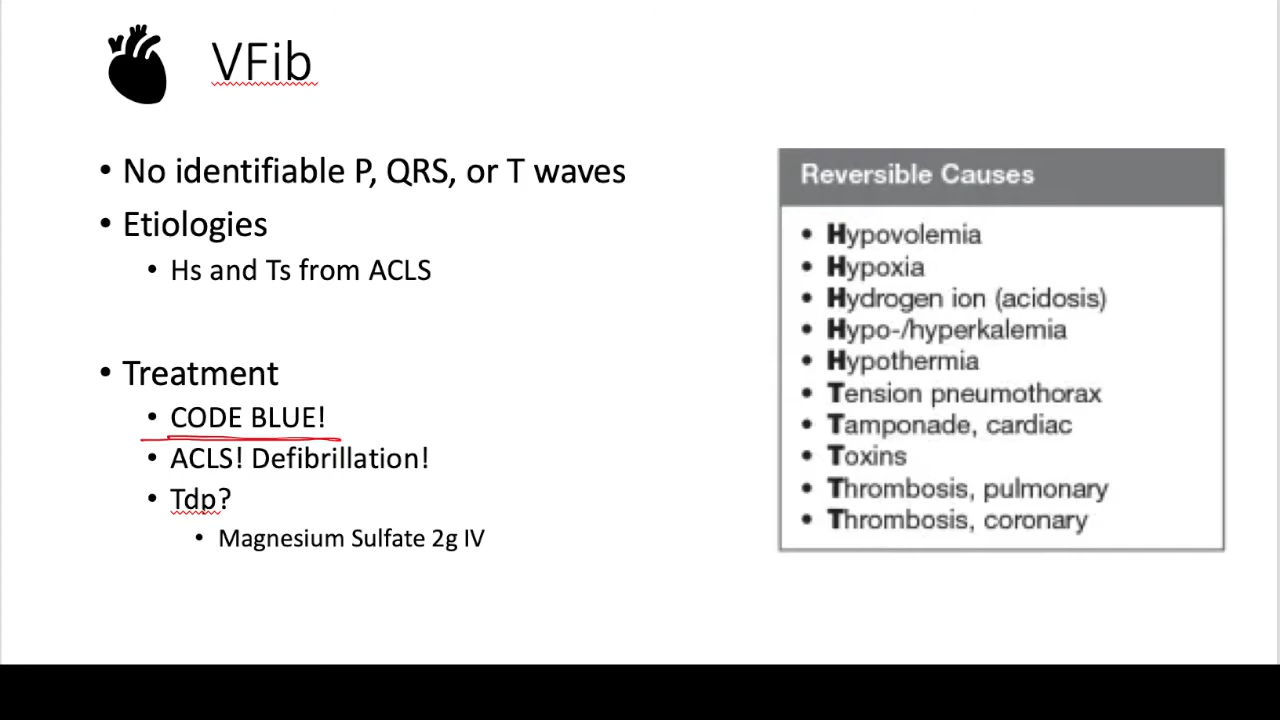 VFib
• No identifiable P, QRS, or T waves
• Etiologies
• Hs and Ts from ACLS
• Treatment
• CODE BLUE!
• ACLS! Defibrillation!
• Tdp?
• Magnesium Sulfate 2g IV
Reversible Causes
• Hypovolemia
• Hypoxia
• Hydrogen ion (acidosis)
• Hypo-/hyperkalemia
• Hypothermia
• Tension pneumothorax
• Tamponade, cardiac
• Toxins
• Thrombosis, pulmonary
• Thrombosis, coronary